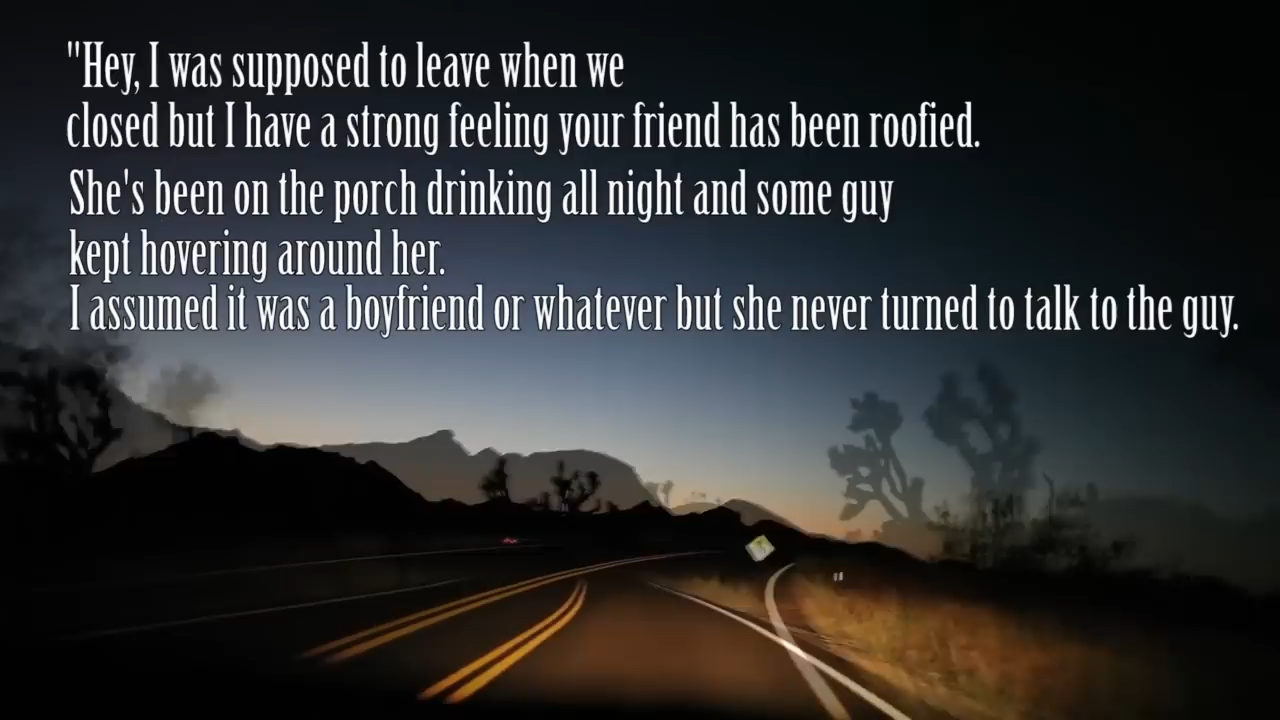 "Hey, I was supposed to leave when we
closed but I have a strong feeling your friend has been roofied.
She's been on the porch drinking all night and some guy
kept hovering around her.
I assumed it was a boyfriend or whatever but she never turned to talk to the guy.